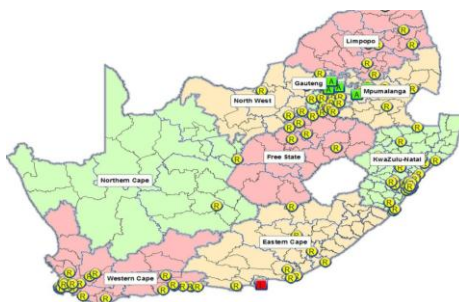 Limpopo
Gauteng
A
A
Mpumalanga
North West
Free State
KwaZulu-Natal
Northern Cape
Eastern Cape
Western Cape
R